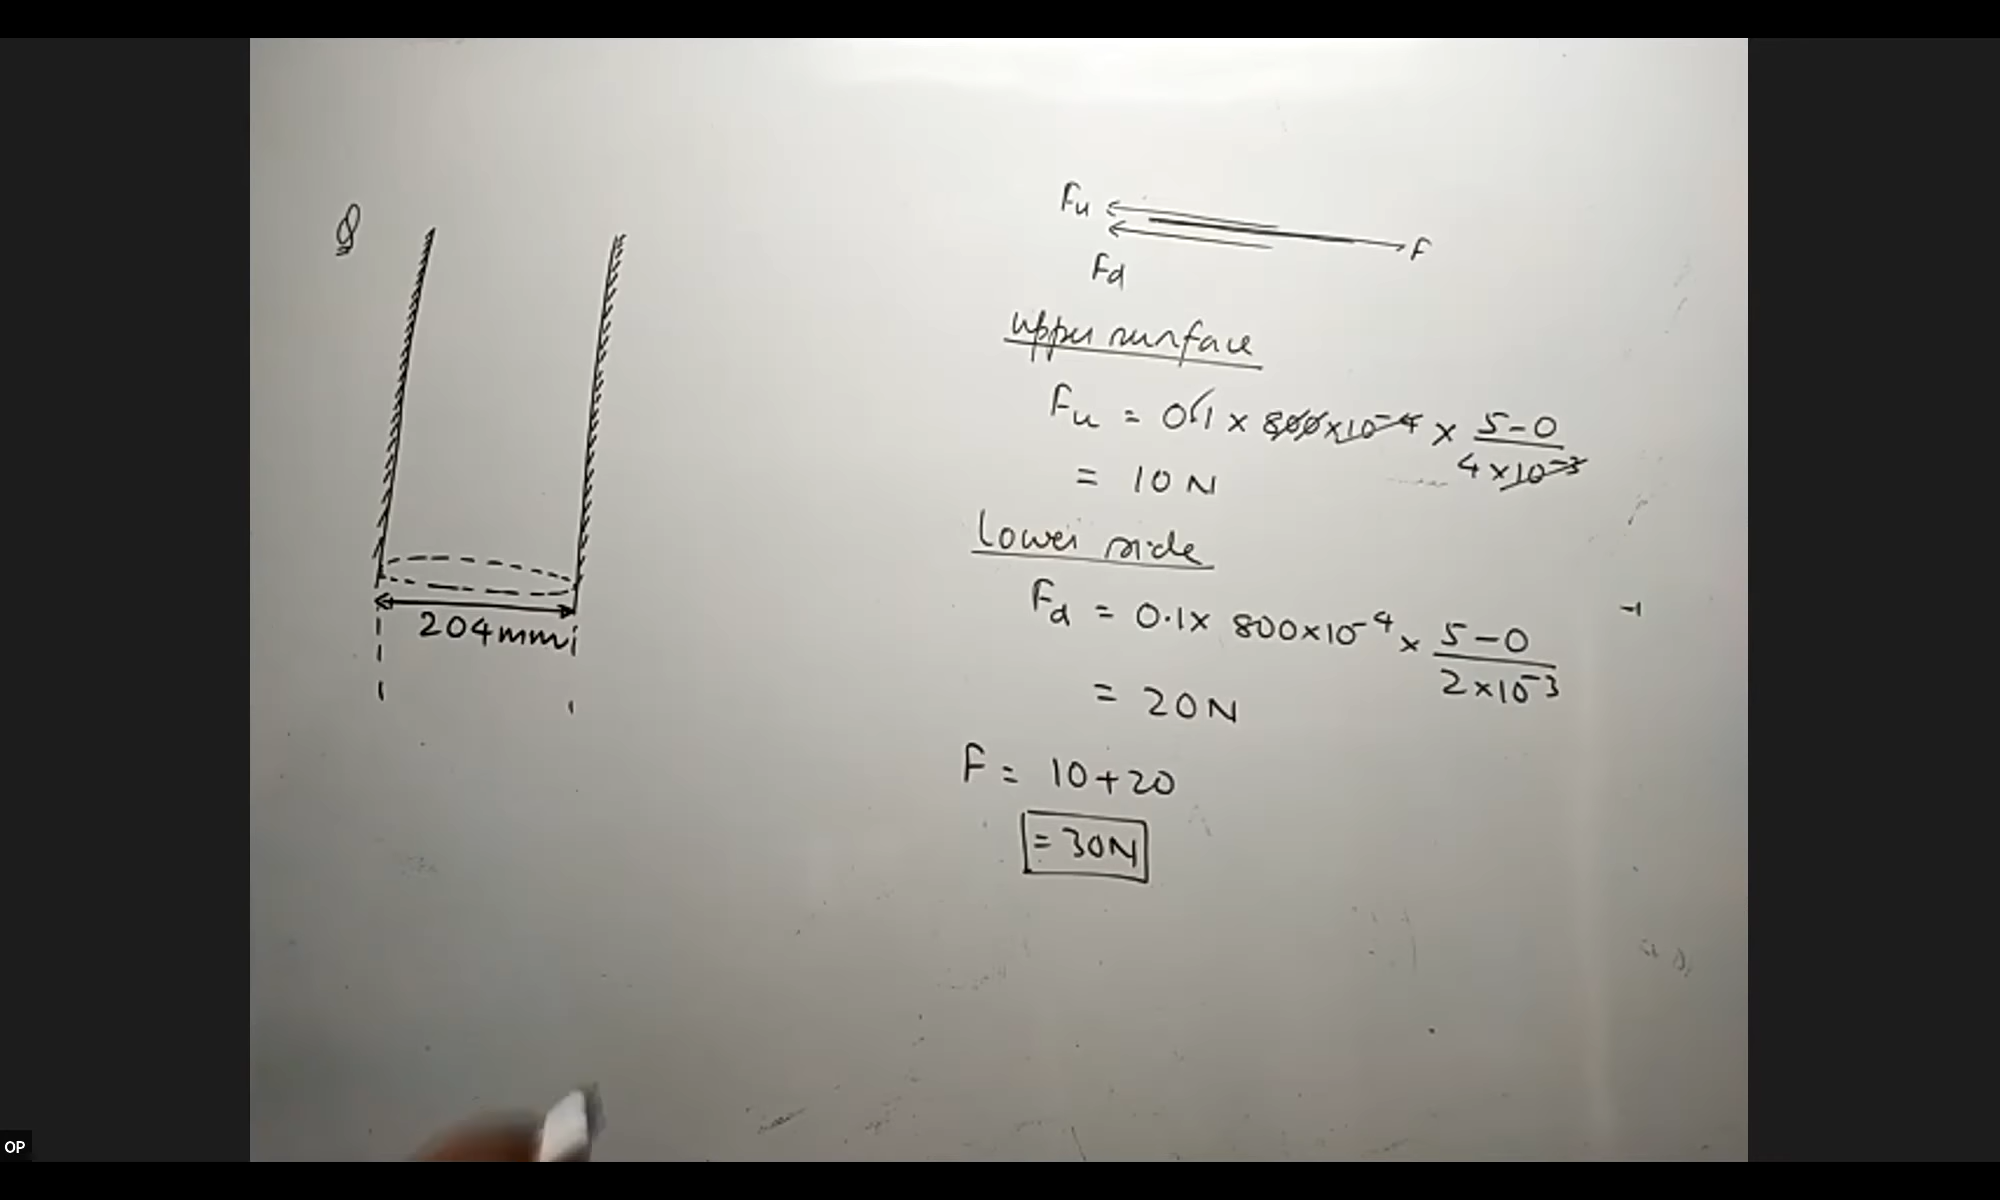 Q
204mm
Fu
F
Fd
upper surface
Fu = 0.1 × 800×10⁻⁴ × (5-0)/(4×10⁻³)
= 10 N
Lower side
Fd = 0.1× 800×10⁻⁴ × (5-0)/(2×10⁻³)
= 20N
F = 10+20
= 30N
OP